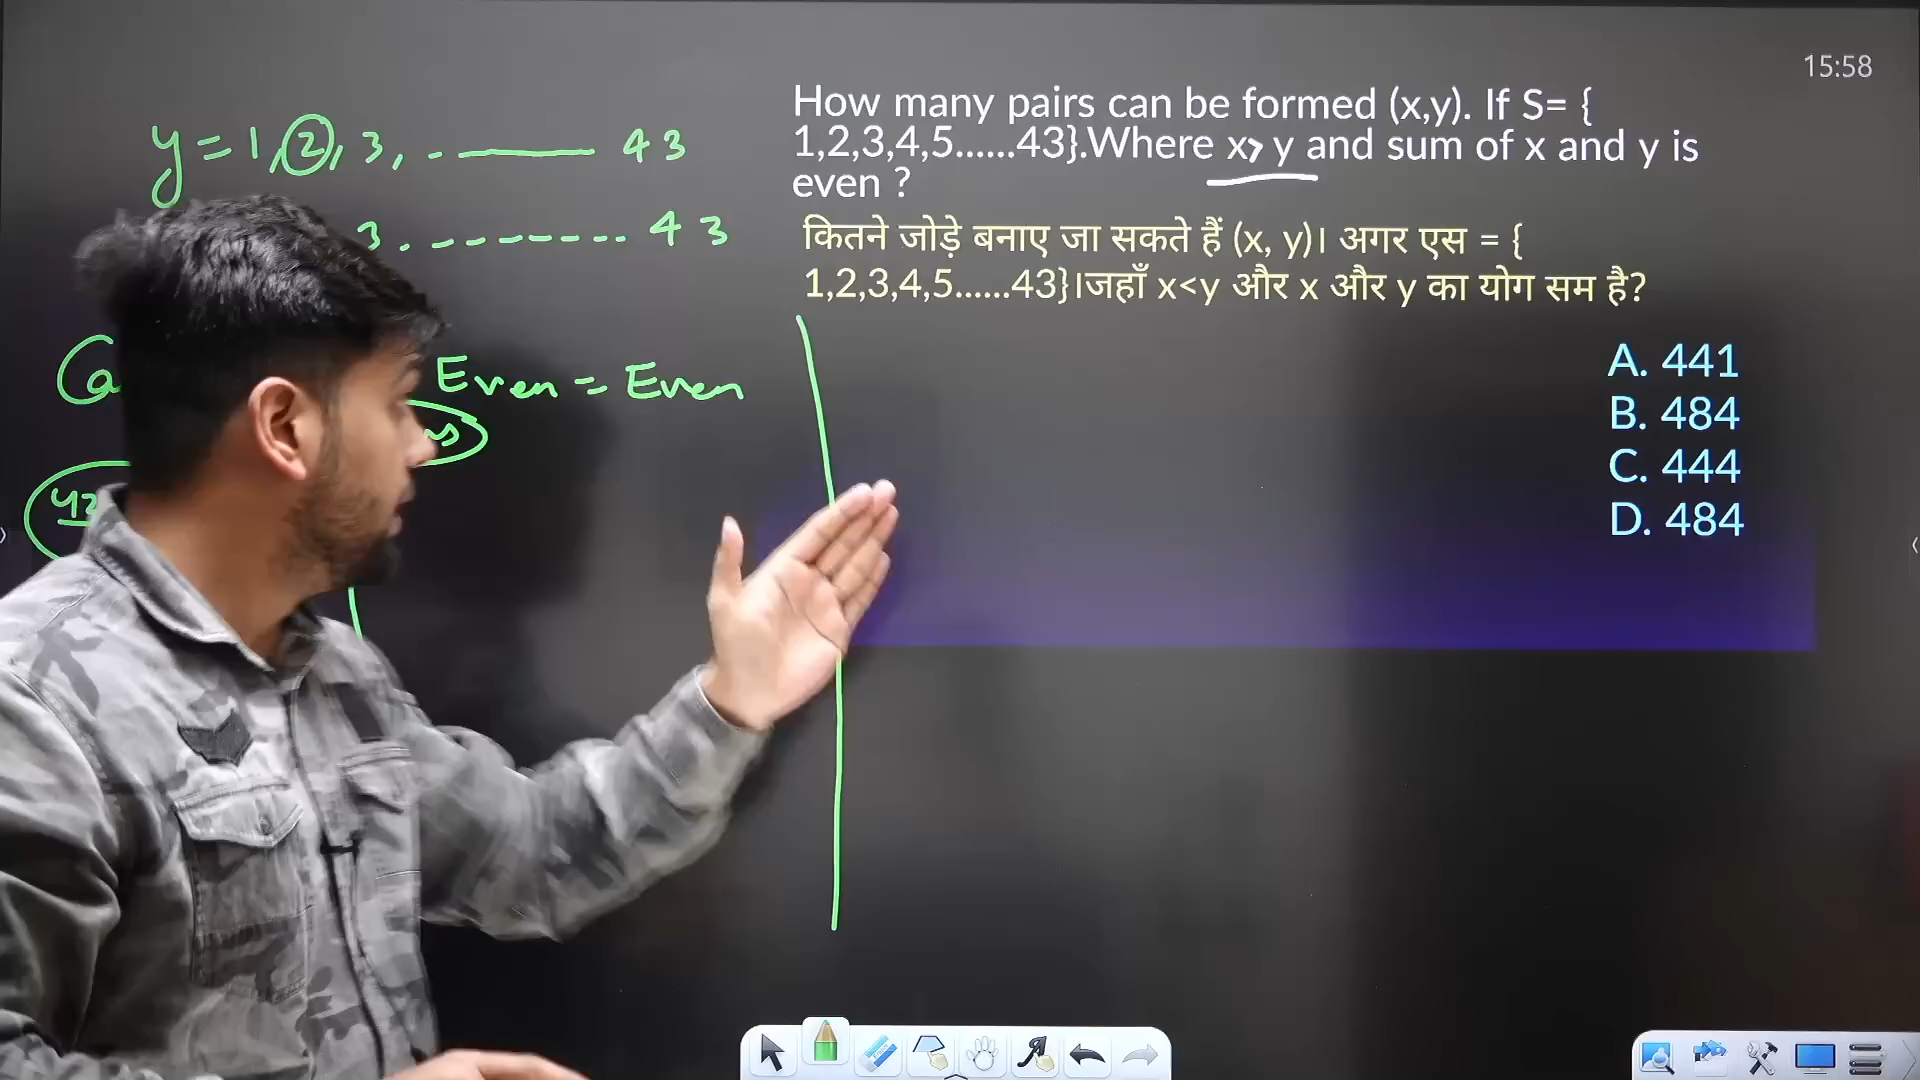 15:58
How many pairs can be formed (x,y). If S= {
1,2,3,4,5......43}.Where x> y and sum of x and y is
even ?
कितने जोड़े बनाए जा सकते हैं (x, y)। अगर एस = {
1,2,3,4,5......43}।जहाँ x<y और x और y का योग सम है?
A. 441
B. 484
C. 444
D. 484
y = 1, 2, 3, - —— 43
3. - - - - - - - - 43
Even = Even
42